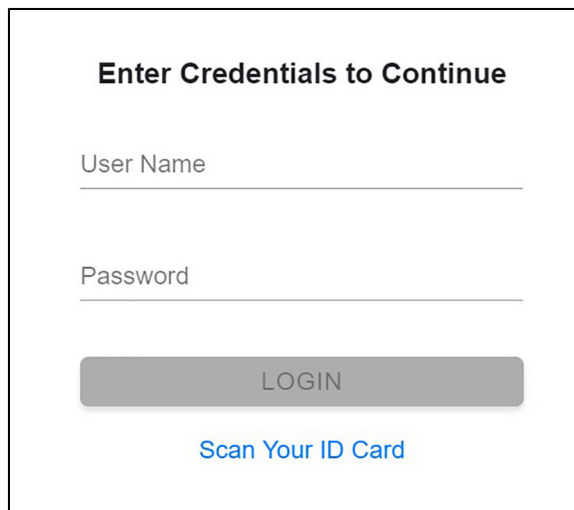 Enter Credentials to Continue
User Name
Password
LOGIN
Scan Your ID Card